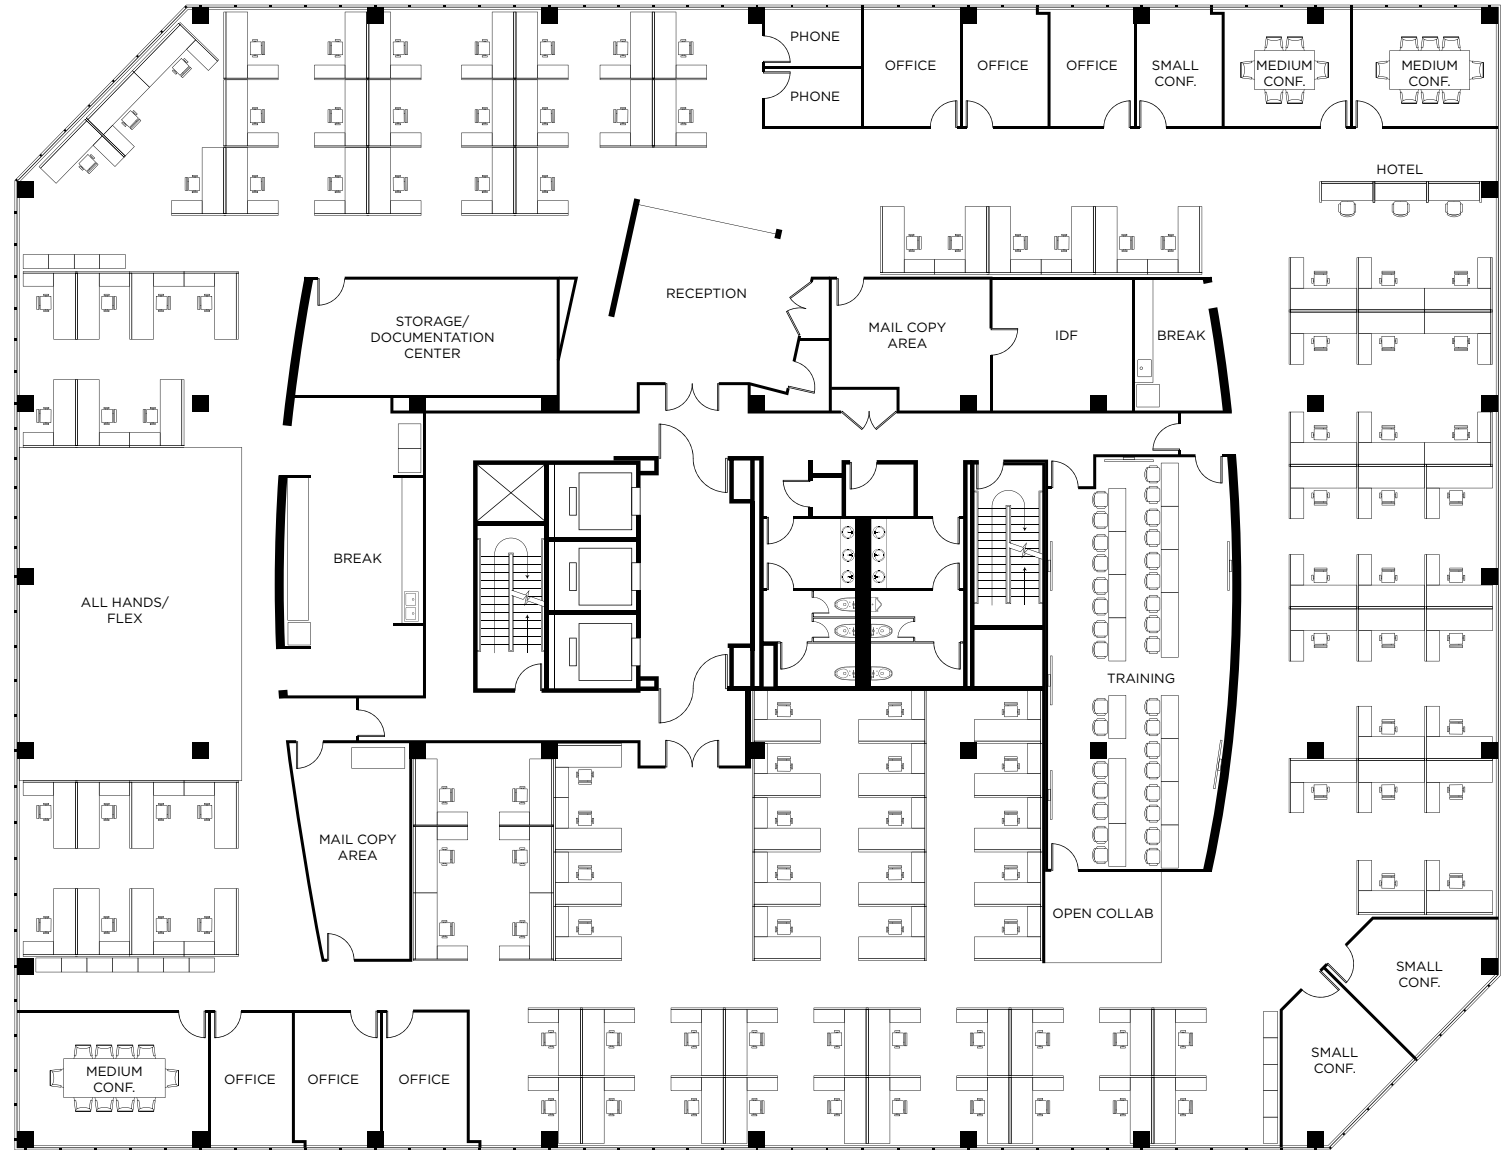 PHONE
PHONE
OFFICE
OFFICE
OFFICE
SMALL
CONF.
MEDIUM
CONF.
MEDIUM
CONF.
HOTEL
RECEPTION
STORAGE/
DOCUMENTATION
CENTER
MAIL COPY
AREA
IDF
BREAK
BREAK
ALL HANDS/
FLEX
TRAINING
MAIL COPY
AREA
OPEN COLLAB
SMALL
CONF.
SMALL
CONF.
MEDIUM
CONF.
OFFICE
OFFICE
OFFICE